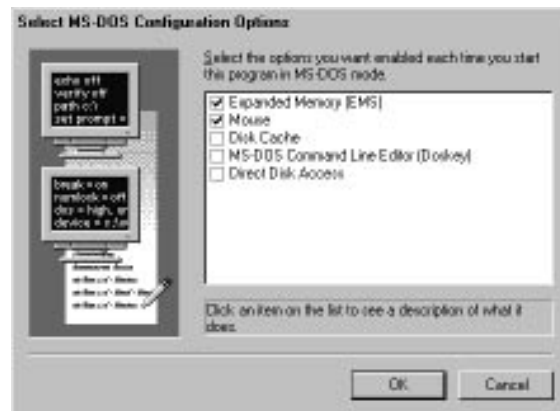 Select MS-DOS Configuration Options
Select the options you want enabled each time you start
this program in MS-DOS mode.
Expanded Memory (EMS)
Mouse
Disk Cache
MS-DOS Command Line Editor (Doskey)
Direct Disk Access
echo off
verify off
path c:\
set prompt =
break = on
numlock = off
dos = high,
device =
Click an item on the list to see a description of what it
does.
OK
Cancel